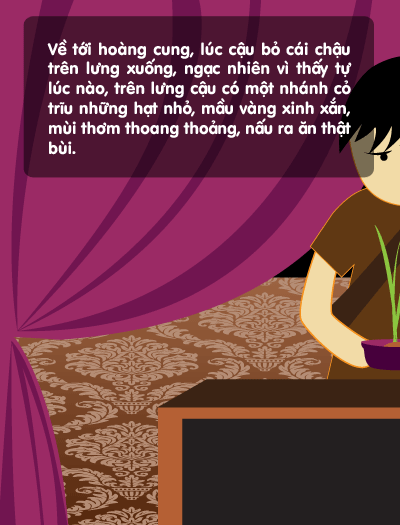 Về tới hoàng cung, lúc cậu bỏ cái chậu
trên lưng xuống, ngạc nhiên vì thấy tự
lúc nào, trên lưng cậu có một nhánh cỏ
trĩu những hạt nhỏ, mầu vàng xinh xắn,
mùi thơm thoang thoảng, nấu ra ăn thật
bùi.